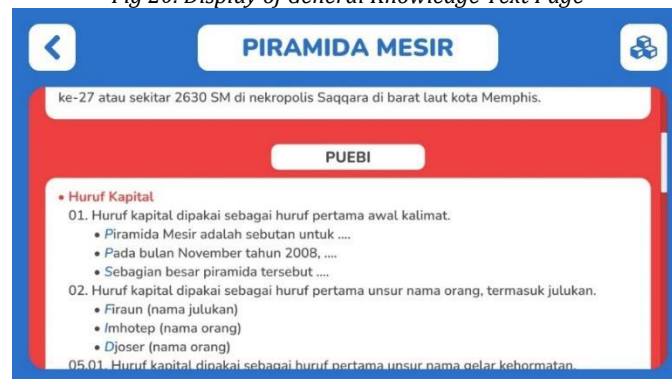 Fig 20. Display of General Knowledge Text Page
PIRAMIDA MESIR
ke-27 atau sekitar 2630 SM di nekropolis Saqqara di barat laut kota Memphis.
PUEBI
• Huruf Kapital
01. Huruf kapital dipakai sebagai huruf pertama awal kalimat.
• Piramida Mesir adalah sebutan untuk ....
• Pada bulan November tahun 2008, ....
• Sebagian besar piramida tersebut ....
02. Huruf kapital dipakai sebagai huruf pertama unsur nama orang, termasuk julukan.
• Firaun (nama julukan)
• Imhotep (nama orang)
• Djoser (nama orang)
05.01. Huruf kapital dipakai sebagai huruf pertama unsur nama gelar kehormatan.